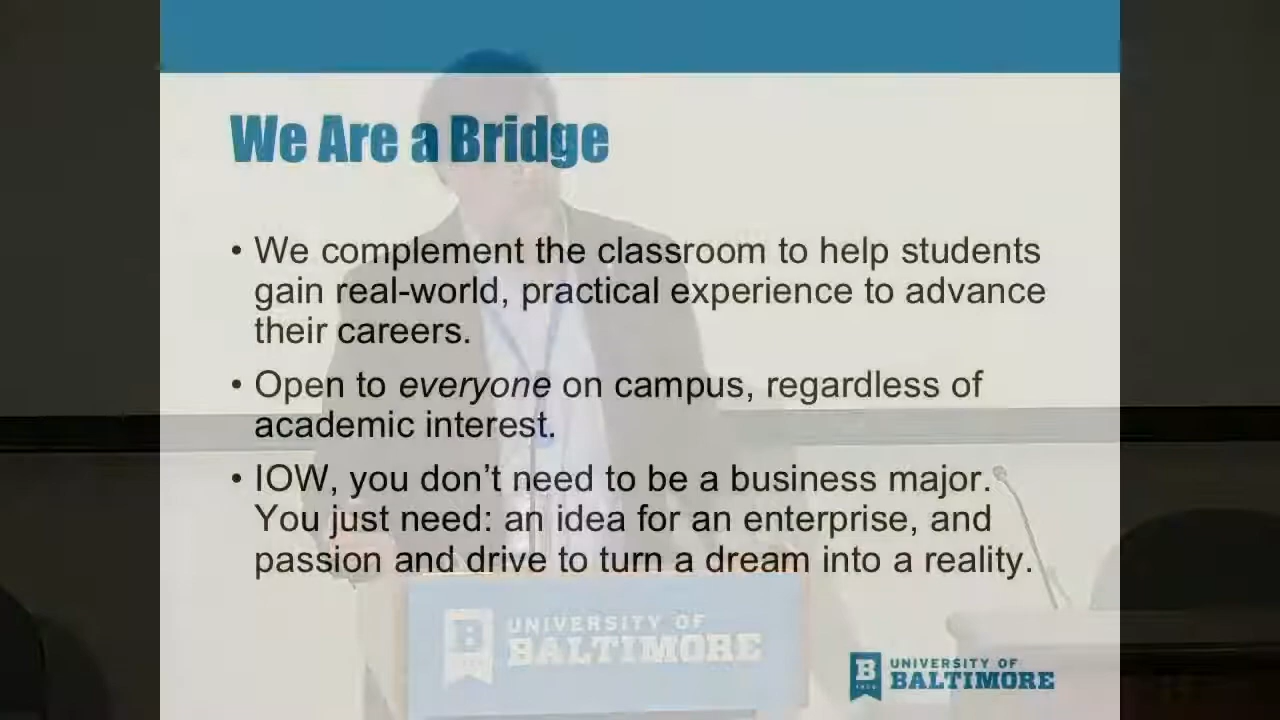 We Are a Bridge
• We complement the classroom to help students
gain real-world, practical experience to advance
their careers.
• Open to everyone on campus, regardless of
academic interest.
• IOW, you don't need to be a business major.
You just need: an idea for an enterprise, and
passion and drive to turn a dream into a reality.
B UNIVERSITY OF
BALTIMORE
B UNIVERSITY OF
BALTIMORE